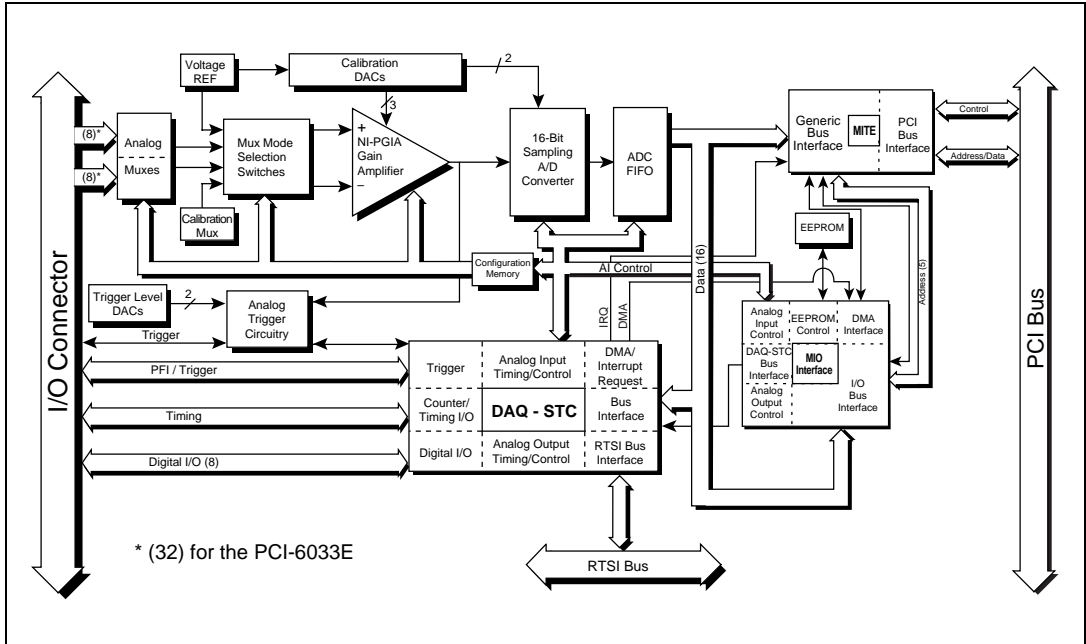 Voltage
REF
Calibration
DACs
2
3
(8)*
(8)*
Analog
Muxes
Mux Mode
Selection
Switches
Calibration
Mux
+
NI-PGIA
Gain
Amplifier
–
16-Bit
Sampling
A/D
Converter
ADC
FIFO
Generic
Bus
Interface
MITE
PCI
Bus
Interface
Control
Address/Data
EEPROM
Configuration
Memory
AI Control
IRQ
DMA
Data (16)
Address (5)
I/O Connector
PCI Bus
Trigger Level
DACs
2
Analog
Trigger
Circuitry
Trigger
PFI / Trigger
Timing
Digital I/O (8)
Trigger
Analog Input
Timing/Control
DMA/
Interrupt
Request
Counter/
Timing I/O
DAQ - STC
Bus
Interface
Digital I/O
Analog Output
Timing/Control
RTSI Bus
Interface
Analog
Input
Control
EEPROM
Control
DMA
Interface
DAQ-STC
Bus
Interface
MIO
Interface
Analog
Output
Control
I/O
Bus
Interface
* (32) for the PCI-6033E
RTSI Bus